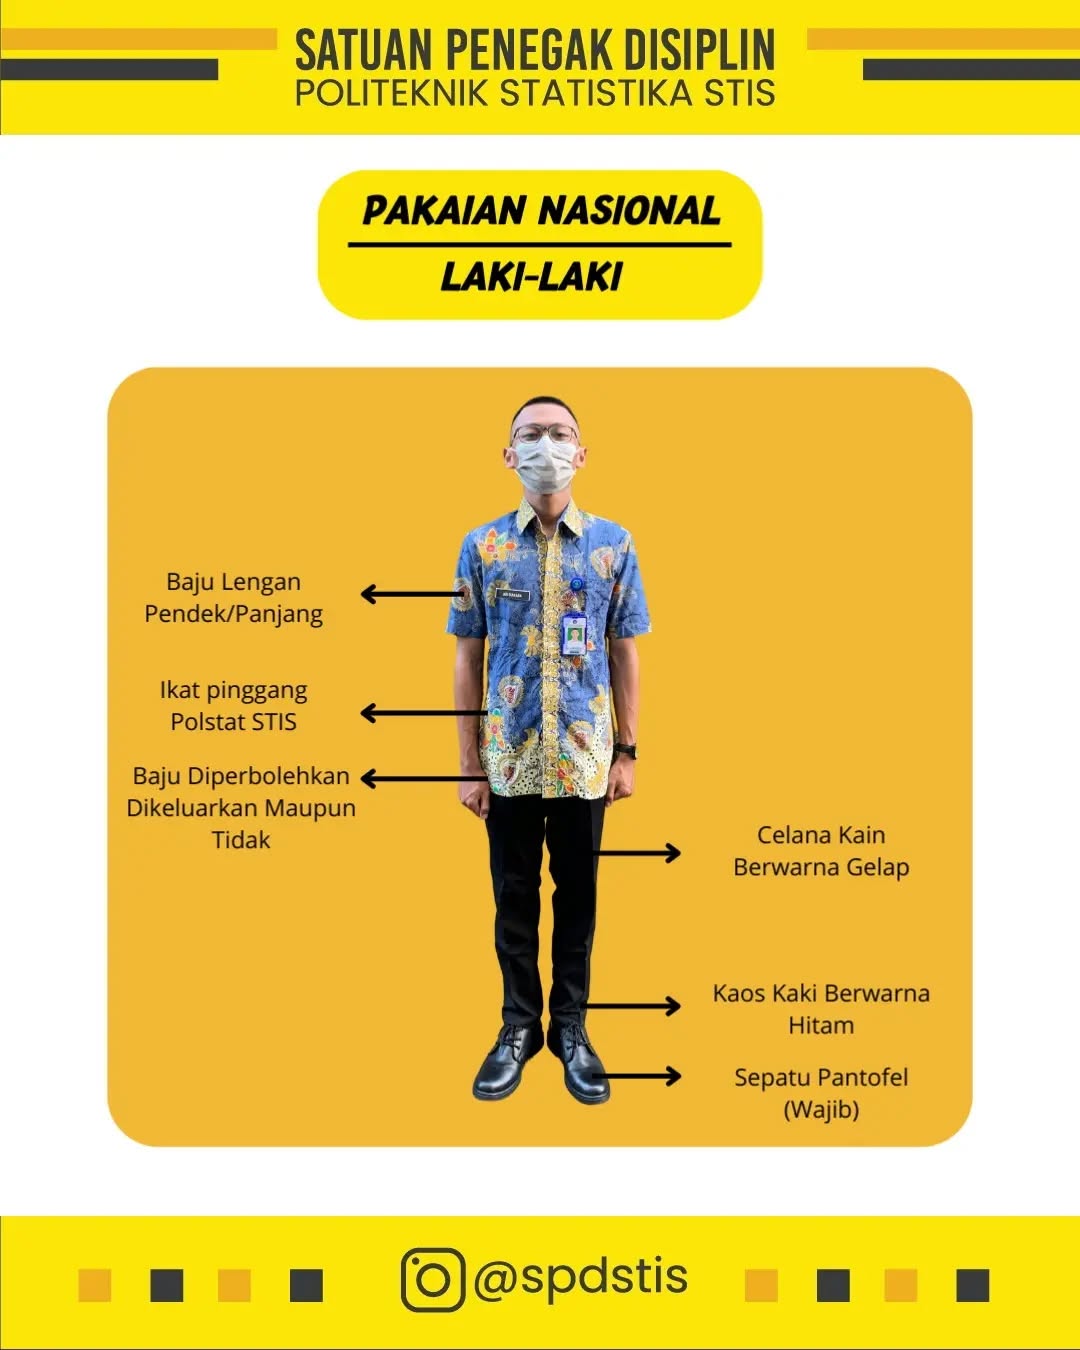 SATUAN PENEGAK DISIPLIN
POLITEKNIK STATISTIKA STIS
PAKAIAN NASIONAL
LAKI-LAKI
Baju Lengan
Pendek/Panjang
Ikat pinggang
Polstat STIS
Baju Diperbolehkan
Dikeluarkan Maupun
Tidak
Celana Kain
Berwarna Gelap
Kaos Kaki Berwarna
Hitam
Sepatu Pantofel
(Wajib)
@spdstis